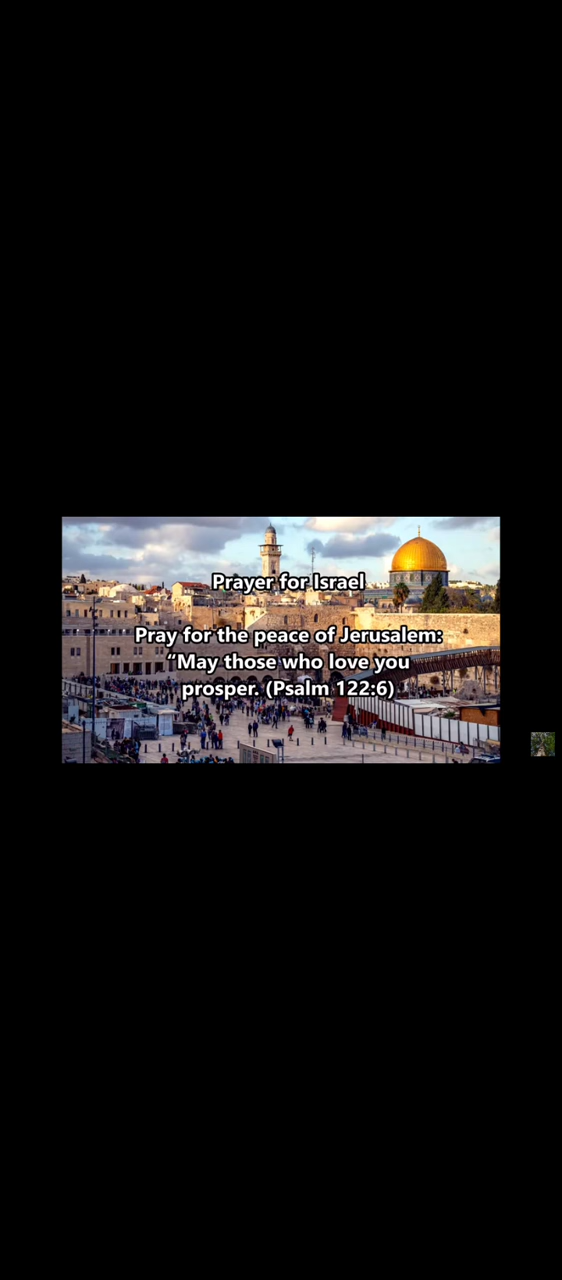 Prayer for Israel
Pray for the peace of Jerusalem:
“May those who love you
prosper. (Psalm 122:6)